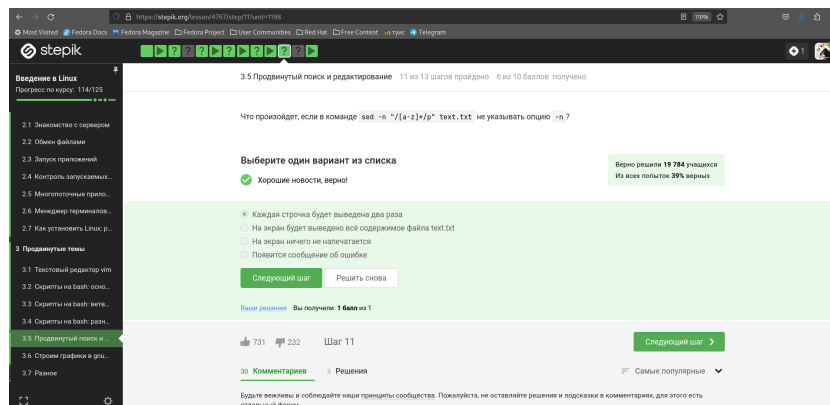 https://stepik.org/lesson/4767/step/11?unit=1198
110%
Most Visited Fedora Docs Fedora Magazine Fedora Project User Communities Red Hat Free Content Telegram
stepik
1
Введение в Linux
Прогресс по курсу: 114/125
2.1 Знакомство с сервером
2.2 Обмен файлами
2.3 Запуск приложений
2.4 Контроль запускаемых...
2.5 Многопоточные прило...
2.6 Менеджер терминалов...
2.7 Как установить Linux: р...
3 Продвинутые темы
3.1 Текстовый редактор vim
3.2 Скрипты на bash: осно...
3.3 Скрипты на bash: ветв...
3.4 Скрипты на bash: разн...
3.5 Продвинутый поиск и ...
3.6 Строим графики в gnu...
3.7 Разное
3.5 Продвинутый поиск и редактирование 11 из 13 шагов пройдено 6 из 10 баллов получено
Что произойдет, если в команде sed -n "/[a-z]*/p" text.txt не указывать опцию -n ?
Выберите один вариант из списка
Хорошие новости, верно!
Верно решили 19 784 учащихся
Из всех попыток 39% верных
Каждая строчка будет выведена два раза
На экран будет выведено всё содержимое файла text.txt
На экран ничего не напечатается
Появится сообщение об ошибке
Следующий шаг Решить снова
Ваши решения Вы получили: 1 балл из 1
731 232 Шаг 11 Следующий шаг
30 Комментариев 3 Решения Самые популярные
Будьте вежливы и соблюдайте наши принципы сообщества. Пожалуйста, не оставляйте решения и подсказки в комментариях, для этого есть
отдельный форум.